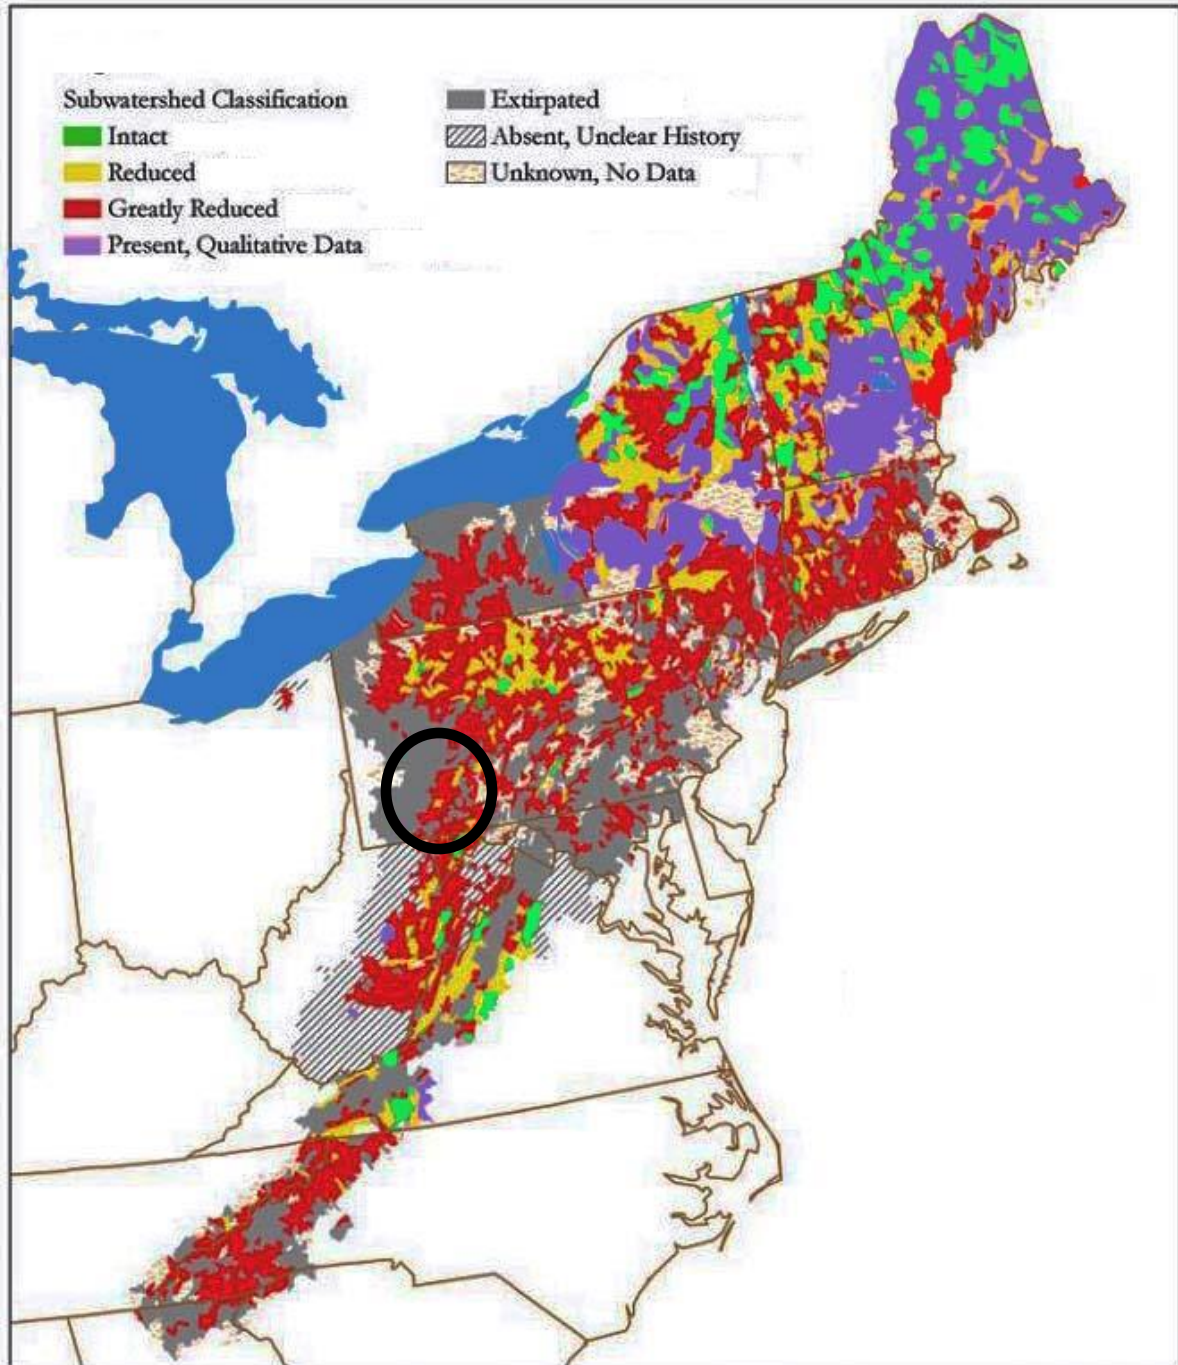 Subwatershed Classification
Intact
Reduced
Greatly Reduced
Present, Qualitative Data
Extirpated
Absent, Unclear History
Unknown, No Data